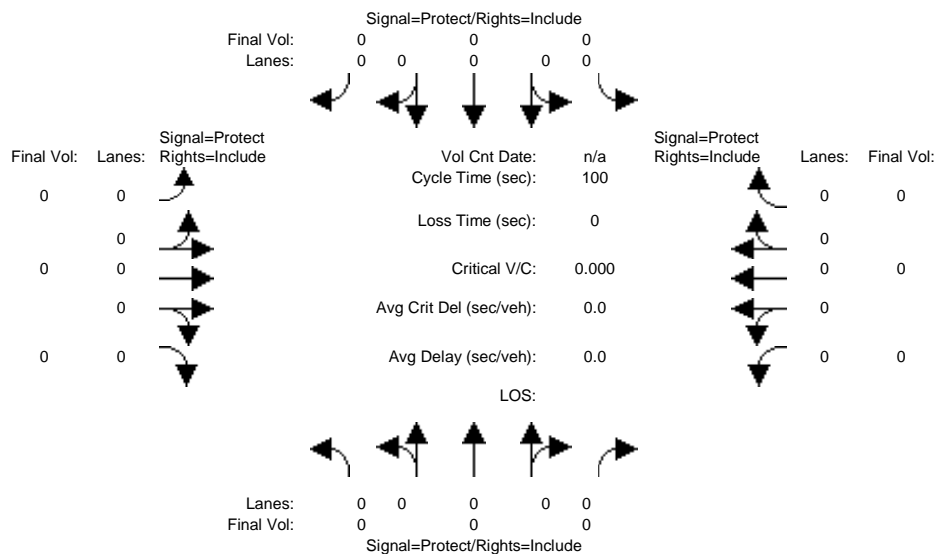 Signal=Protect/Rights=Include
Final Vol: 0 0 0
Lanes: 0 0 0 0 0
Signal=Protect Signal=Protect
Final Vol: Lanes: Rights=Include Vol Cnt Date: n/a Rights=Include Lanes: Final Vol:
Cycle Time (sec): 100
0 0 0 0
Loss Time (sec): 0
0 0
0 0 Critical V/C: 0.000 0 0
0 Avg Crit Del (sec/veh): 0.0 0
0 0 Avg Delay (sec/veh): 0.0 0 0
LOS:
Lanes: 0 0 0 0 0
Final Vol: 0 0 0
Signal=Protect/Rights=Include